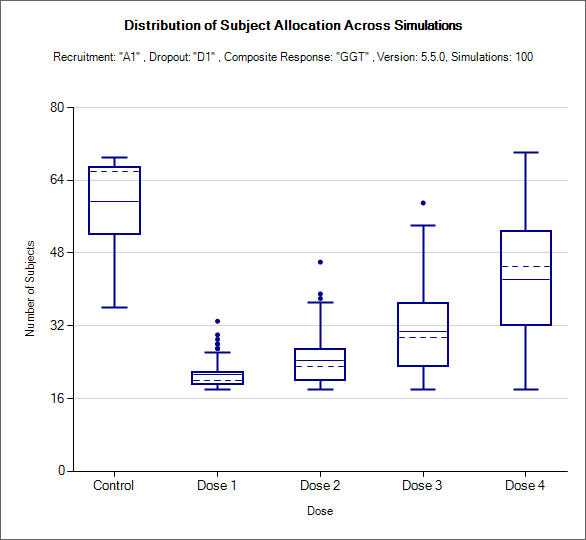 Distribution of Subject Allocation Across Simulations
Recruitment: "A1" , Dropout: "D1" , Composite Response: "GGT" , Version: 5.5.0, Simulations: 100
80
64
48
32
16
0
Number of Subjects
Control Dose 1 Dose 2 Dose 3 Dose 4
Dose